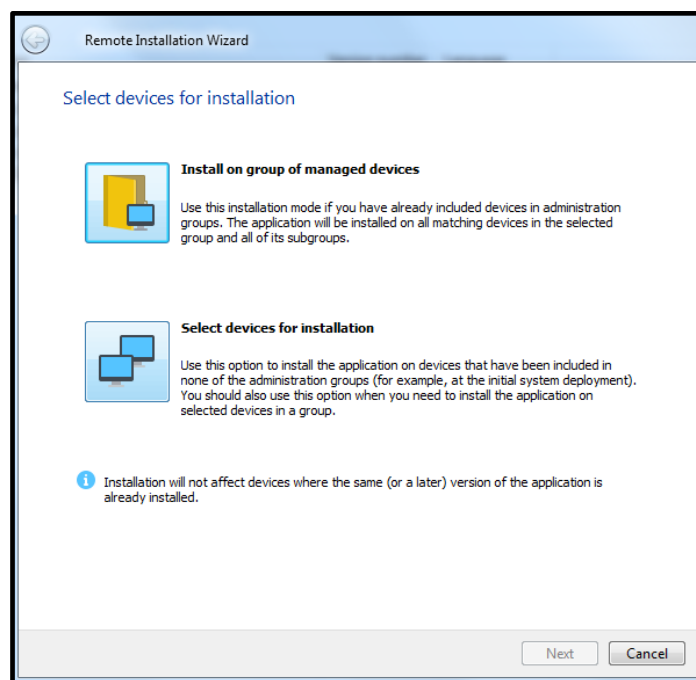 Remote Installation Wizard
Select devices for installation
Install on group of managed devices
Use this installation mode if you have already included devices in administration
groups. The application will be installed on all matching devices in the selected
group and all of its subgroups.
Select devices for installation
Use this option to install the application on devices that have been included in
none of the administration groups (for example, at the initial system deployment).
You should also use this option when you need to install the application on
selected devices in a group.
Installation will not affect devices where the same (or a later) version of the application is
already installed.
Next
Cancel